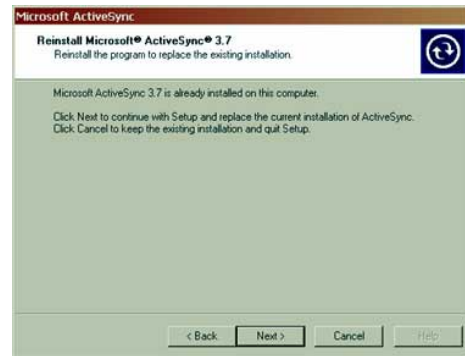 Microsoft ActiveSync
Reinstall Microsoft® ActiveSync® 3.7
Reinstall the program to replace the existing installation.
Microsoft ActiveSync 3.7 is already installed on this computer.
Click Next to continue with Setup and replace the current installation of ActiveSync.
Click Cancel to keep the existing installation and quit Setup.
< Back
Next >
Cancel
Help